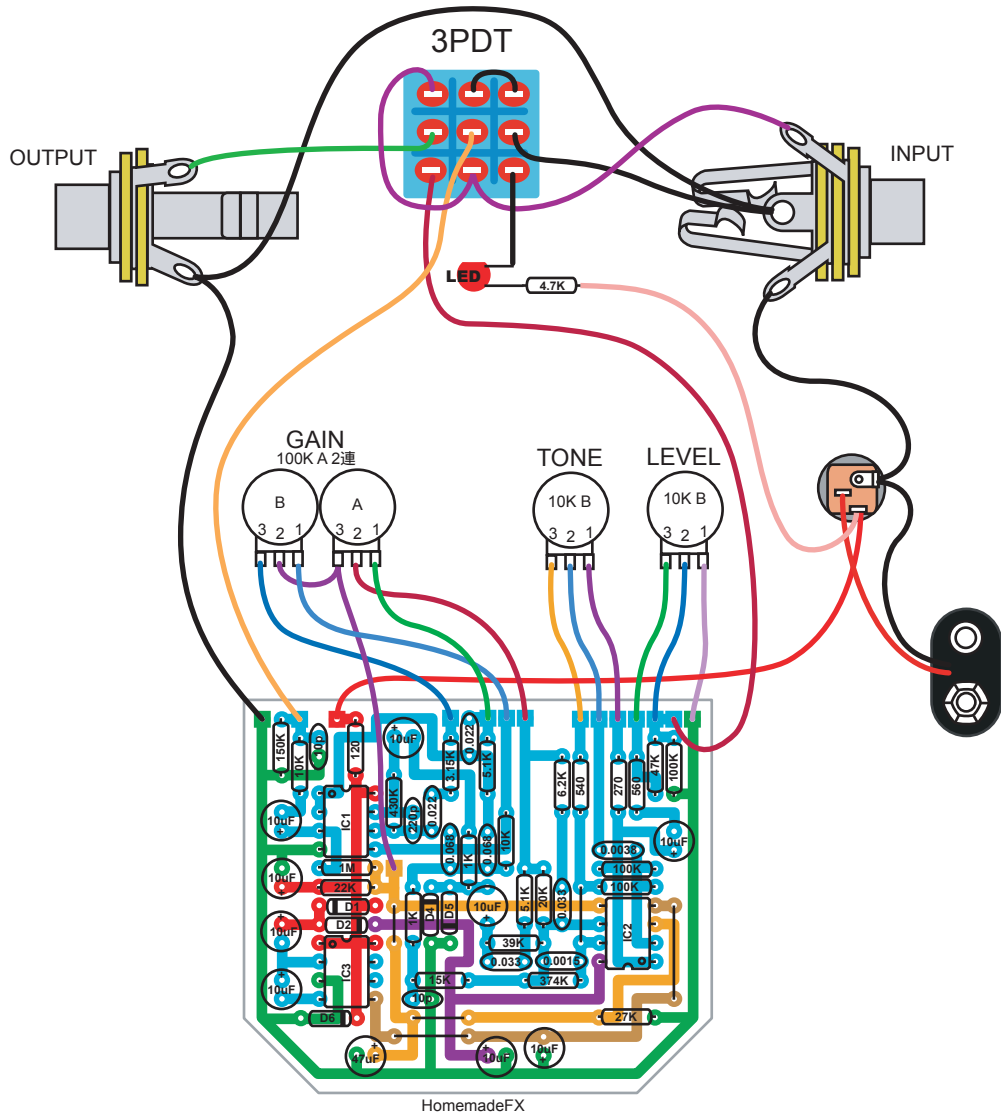 3PDT
OUTPUT
INPUT
LED
4.7K
GAIN
100K A 2連
TONE
LEVEL
B
A
10K B
10K B
3 2 1
3 2 1
3 2 1
3 2 1
150K
10K
10p
120
+
10uF
3.15K
0.022
5.1K
6.2K
540
270
560
47K
100K
430K
220p
0.022
10uF
+
IC1
0.068
1K
0.068
10K
10uF
+
0.0038
10uF
+
1M
22K
100K
100K
D1
D2
10uF
+
1K
D4
D5
10uF
+
5.1K
20K
0.033
IC2
39K
0.033
0.0015
10uF
+
IC3
15K
374K
10p
D6
27K
47uF
+
10uF
+
10uF
+
HomemadeFX